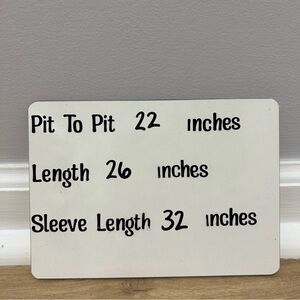 Pit To Pit 22 inches
Length 26 inches
Sleeve Length 32 inches